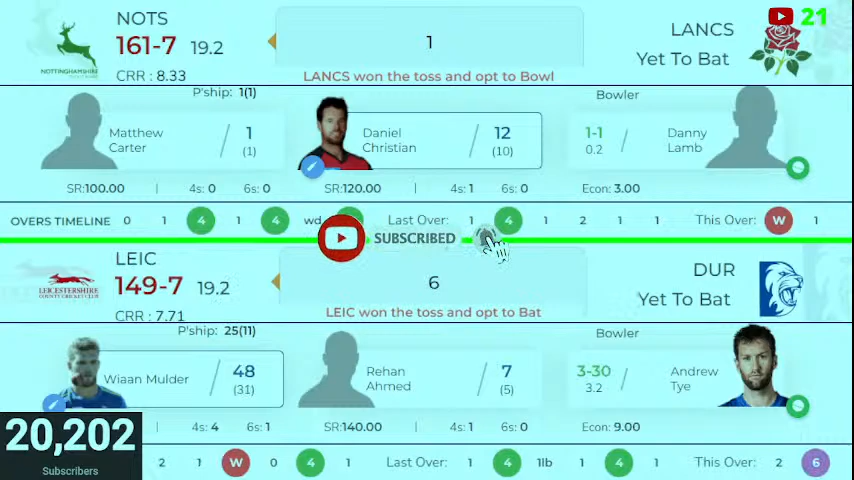 NOTS
161-7 19.2
CRR : 8.33
1
LANCS won the toss and opt to Bowl
LANCS
Yet To Bat
21
NOTTINGHAMSHIRE
P'ship: 1(1)
Matthew Carter 1 (1)
Daniel Christian 12 (10)
Bowler
1-1 0.2 Danny Lamb
SR:100.00 | 4s: 0 6s: 0
SR:120.00 | 4s: 1 6s: 0
Econ: 3.00
OVERS TIMELINE 0 1 4 1 4 wd Last Over: 1 4 1 2 1 1 This Over: W 1
SUBSCRIBED
LEIC
149-7 19.2
CRR : 7.71
6
LEIC won the toss and opt to Bat
DUR
Yet To Bat
LEICESTERSHIRE
COUNTY CRICKET CLUB
P'ship: 25(11)
Wiaan Mulder 48 (31)
Rehan Ahmed 7 (5)
Bowler
3-30 3.2 Andrew Tye
| 4s: 4 6s: 1
SR:140.00 | 4s: 1 6s: 0
Econ: 9.00
20,202
Subscribers
2 1 W 0 4 1 Last Over: 1 4 1lb 1 4 1 This Over: 2 6